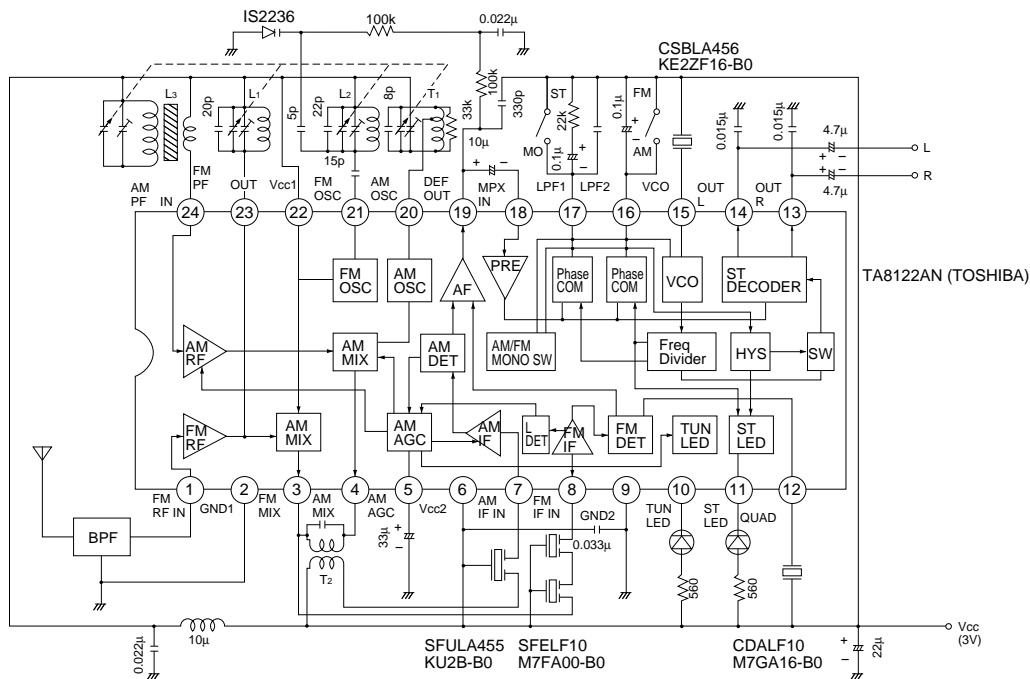 IS2236
100k
0.022μ
CSBLA456
KE2ZF16-B0
L3
20p
L1
5p
22p
L2
8p
T1
33k
100k
330p
10μ
ST
22k
MO
0.1μ
0.1μ
FM
AM
0.015μ
0.015μ
4.7μ
L
R
4.7μ
15p
AM
PF
IN
FM
PF
OUT
Vcc1
FM
OSC
AM
OSC
DEF
OUT
MPX
IN
LPF1
LPF2
VCO
OUT
L
OUT
R
24
23
22
21
20
19
18
17
16
15
14
13
TA8122AN (TOSHIBA)
FM
OSC
AM
OSC
AF
PRE
Phase
COM
Phase
COM
VCO
ST
DECODER
AM
RF
AM
MIX
AM
DET
AM/FM
MONO SW
Freq
Divider
HYS
SW
FM
RF
AM
MIX
AM
AGC
AM
IF
L
DET
FM
IF
FM
DET
TUN
LED
ST
LED
1
2
3
4
5
6
7
8
9
10
11
12
FM
RF IN
GND1
FM
MIX
AM
MIX
AM
AGC
Vcc2
AM
IF IN
FM
IF IN
GND2
TUN
LED
ST
LED
QUAD
BPF
T2
33μ
0.033μ
560
560
0.022μ
10μ
SFULA455
KU2B-B0
SFELF10
M7FA00-B0
CDALF10
M7GA16-B0
22μ
Vcc
(3V)